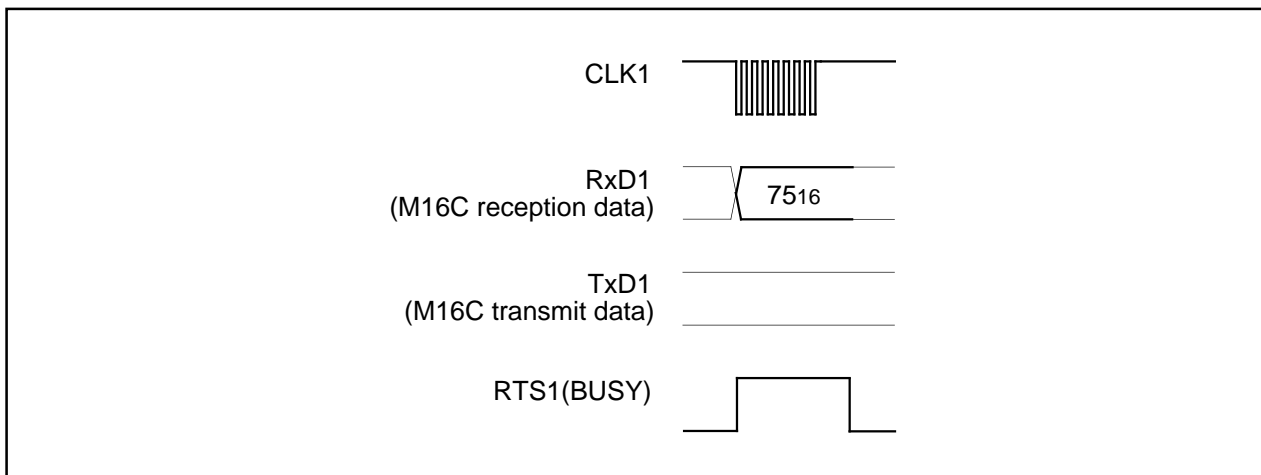 CLK1
RxD1
(M16C reception data)
7516
TxD1
(M16C transmit data)
RTS1(BUSY)